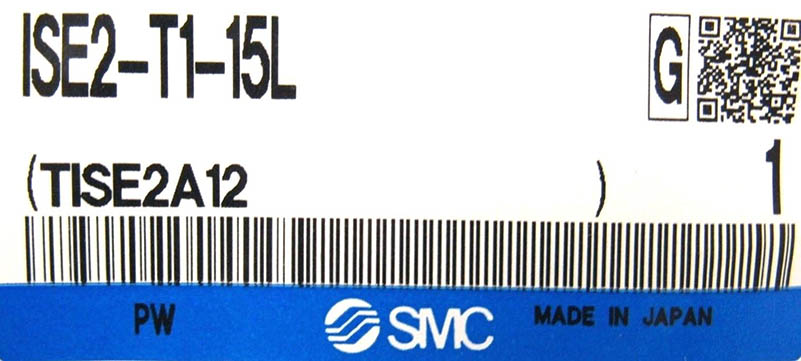 ISE2-T1-15L
G
(TISE2A12 )
1
PW
SMC
MADE IN JAPAN